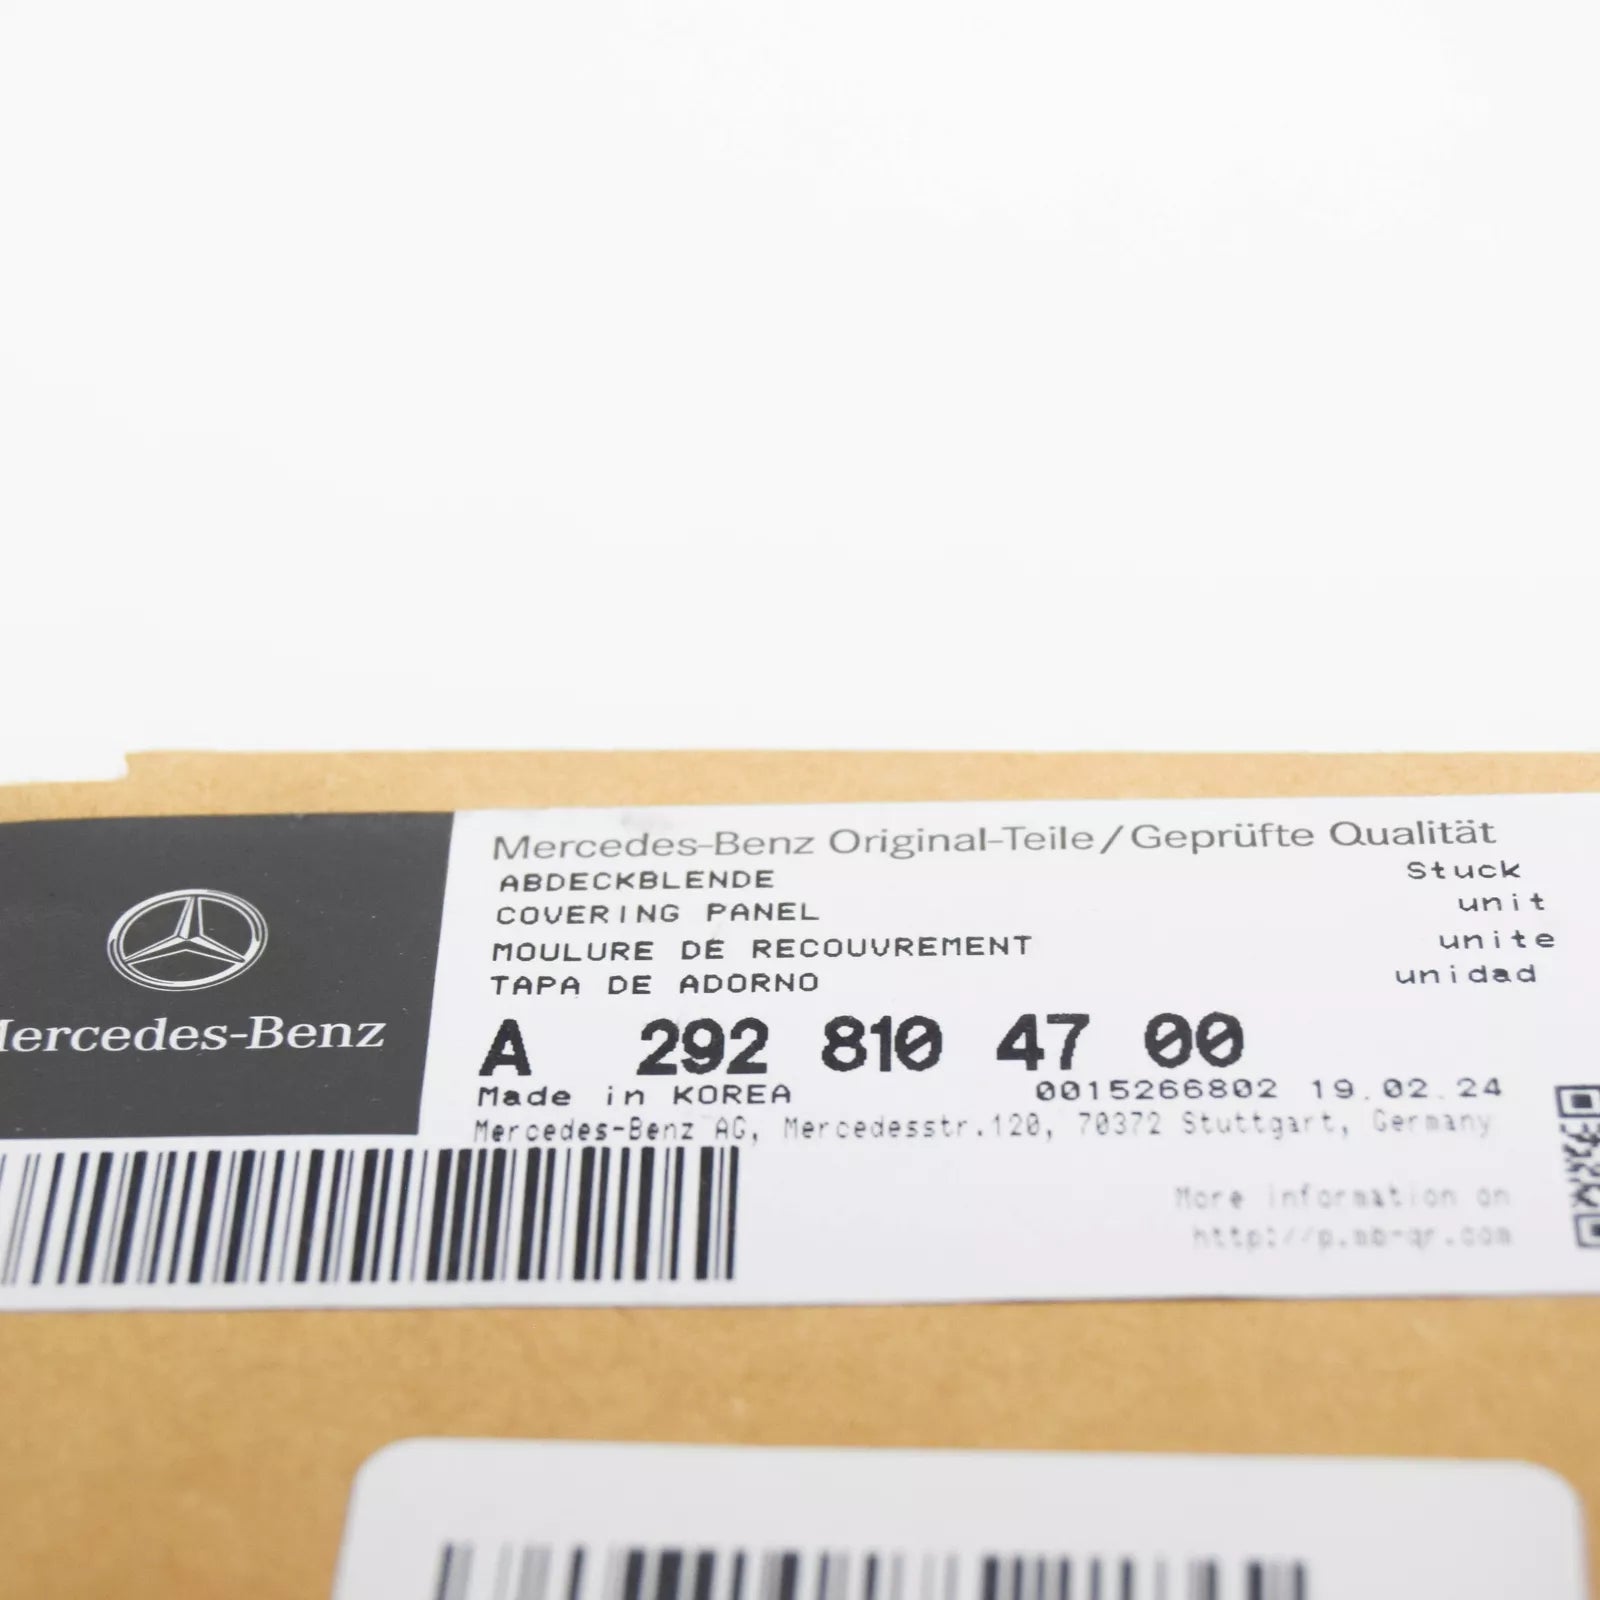 Mercedes-Benz Original-Teile/Geprüfte Qualität
ABDECKBLENDE Stuck
COVERING PANEL unit
MOULURE DE RECOUVREMENT unite
TAPA DE ADORNO unidad
Mercedes-Benz
A 292 810 47 00
Made in KOREA 0015266802 19.02.24
Mercedes-Benz AG, Mercedesstr.120, 70372 Stuttgart, Germany
More information on
http://p.mb-qr.com